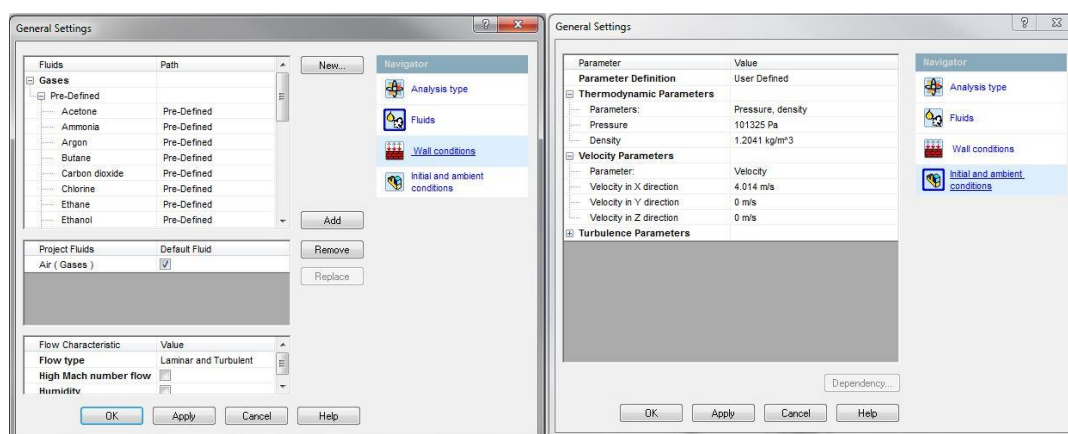 General Settings
Fluids Path
Gases
Pre-Defined
Acetone Pre-Defined
Ammonia Pre-Defined
Argon Pre-Defined
Butane Pre-Defined
Carbon dioxide Pre-Defined
Chlorine Pre-Defined
Ethane Pre-Defined
Ethanol Pre-Defined
New...
Add
Project Fluids Default Fluid
Air ( Gases )
Remove
Replace
Flow Characteristic Value
Flow type Laminar and Turbulent
High Mach number flow
Humidity
OK Apply Cancel Help
Navigator
Analysis type
Fluids
Wall conditions
Initial and ambient
conditions
General Settings
Parameter Value
Parameter Definition User Defined
Thermodynamic Parameters
Parameters: Pressure, density
Pressure 101325 Pa
Density 1.2041 kg/m^3
Velocity Parameters
Parameter: Velocity
Velocity in X direction 4.014 m/s
Velocity in Y direction 0 m/s
Velocity in Z direction 0 m/s
Turbulence Parameters
Dependency...
OK Apply Cancel Help
Navigator
Analysis type
Fluids
Wall conditions
Initial and ambient
conditions